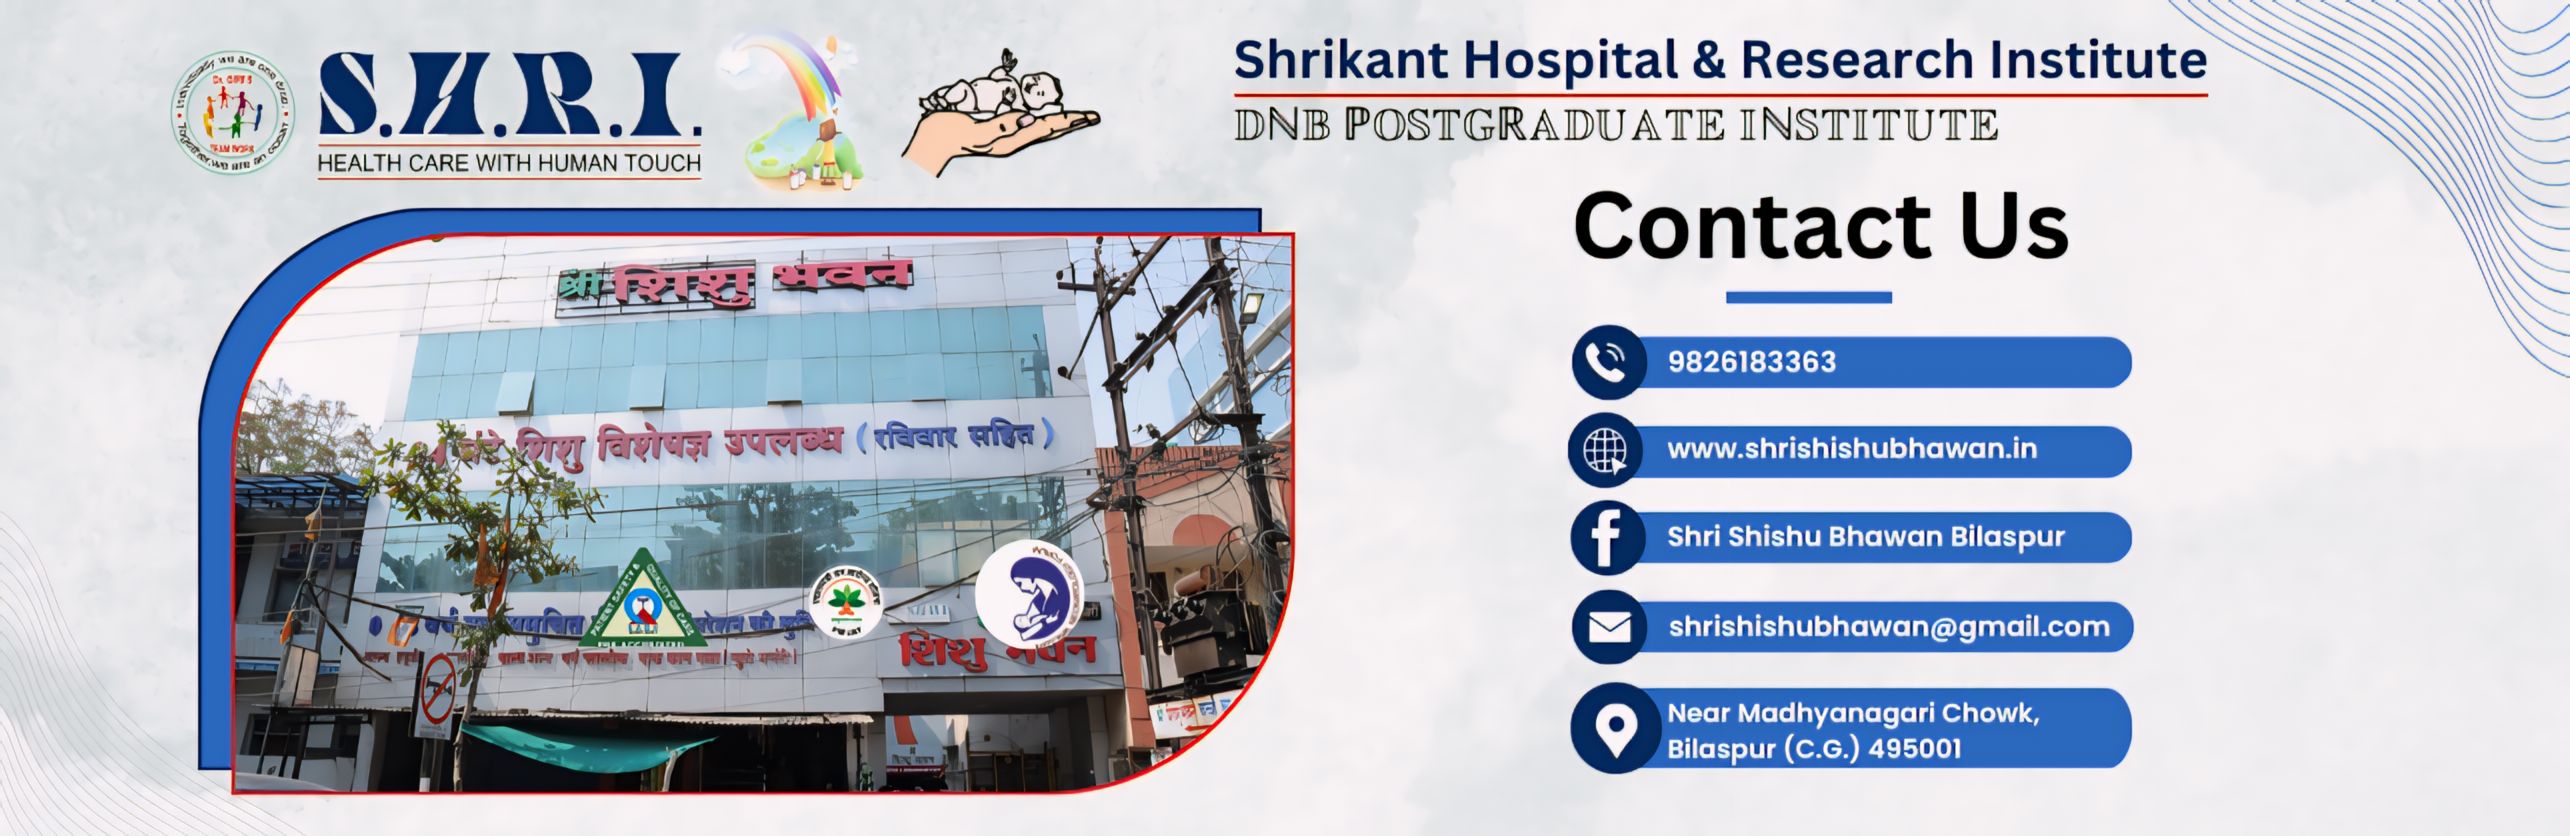 S.H.R.I.
HEALTH CARE WITH HUMAN TOUCH
Shrikant Hospital & Research Institute
DNB POSTGRADUATE INSTITUTE
Contact Us
9826183363
www.shrishishubhawan.in
Shri Shishu Bhawan Bilaspur
shrishishubhawan@gmail.com
Near Madhyanagari Chowk,
Bilaspur (C.G.) 495001
श्री शिशु भवन
शिशु विशेषज्ञ उपलब्ध (रविवार सहित)
शिशु भवन